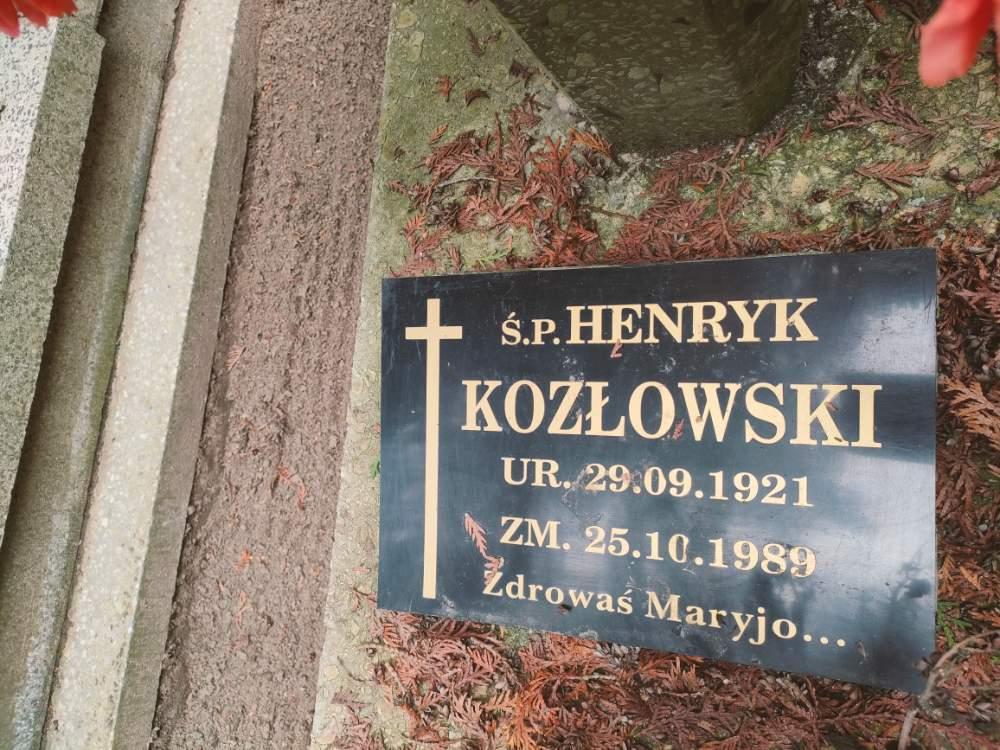 Ś.P. HENRYK
KOZŁOWSKI
UR. 29.09.1921
ZM. 25.10.1989
Zdrowaś Maryjo...